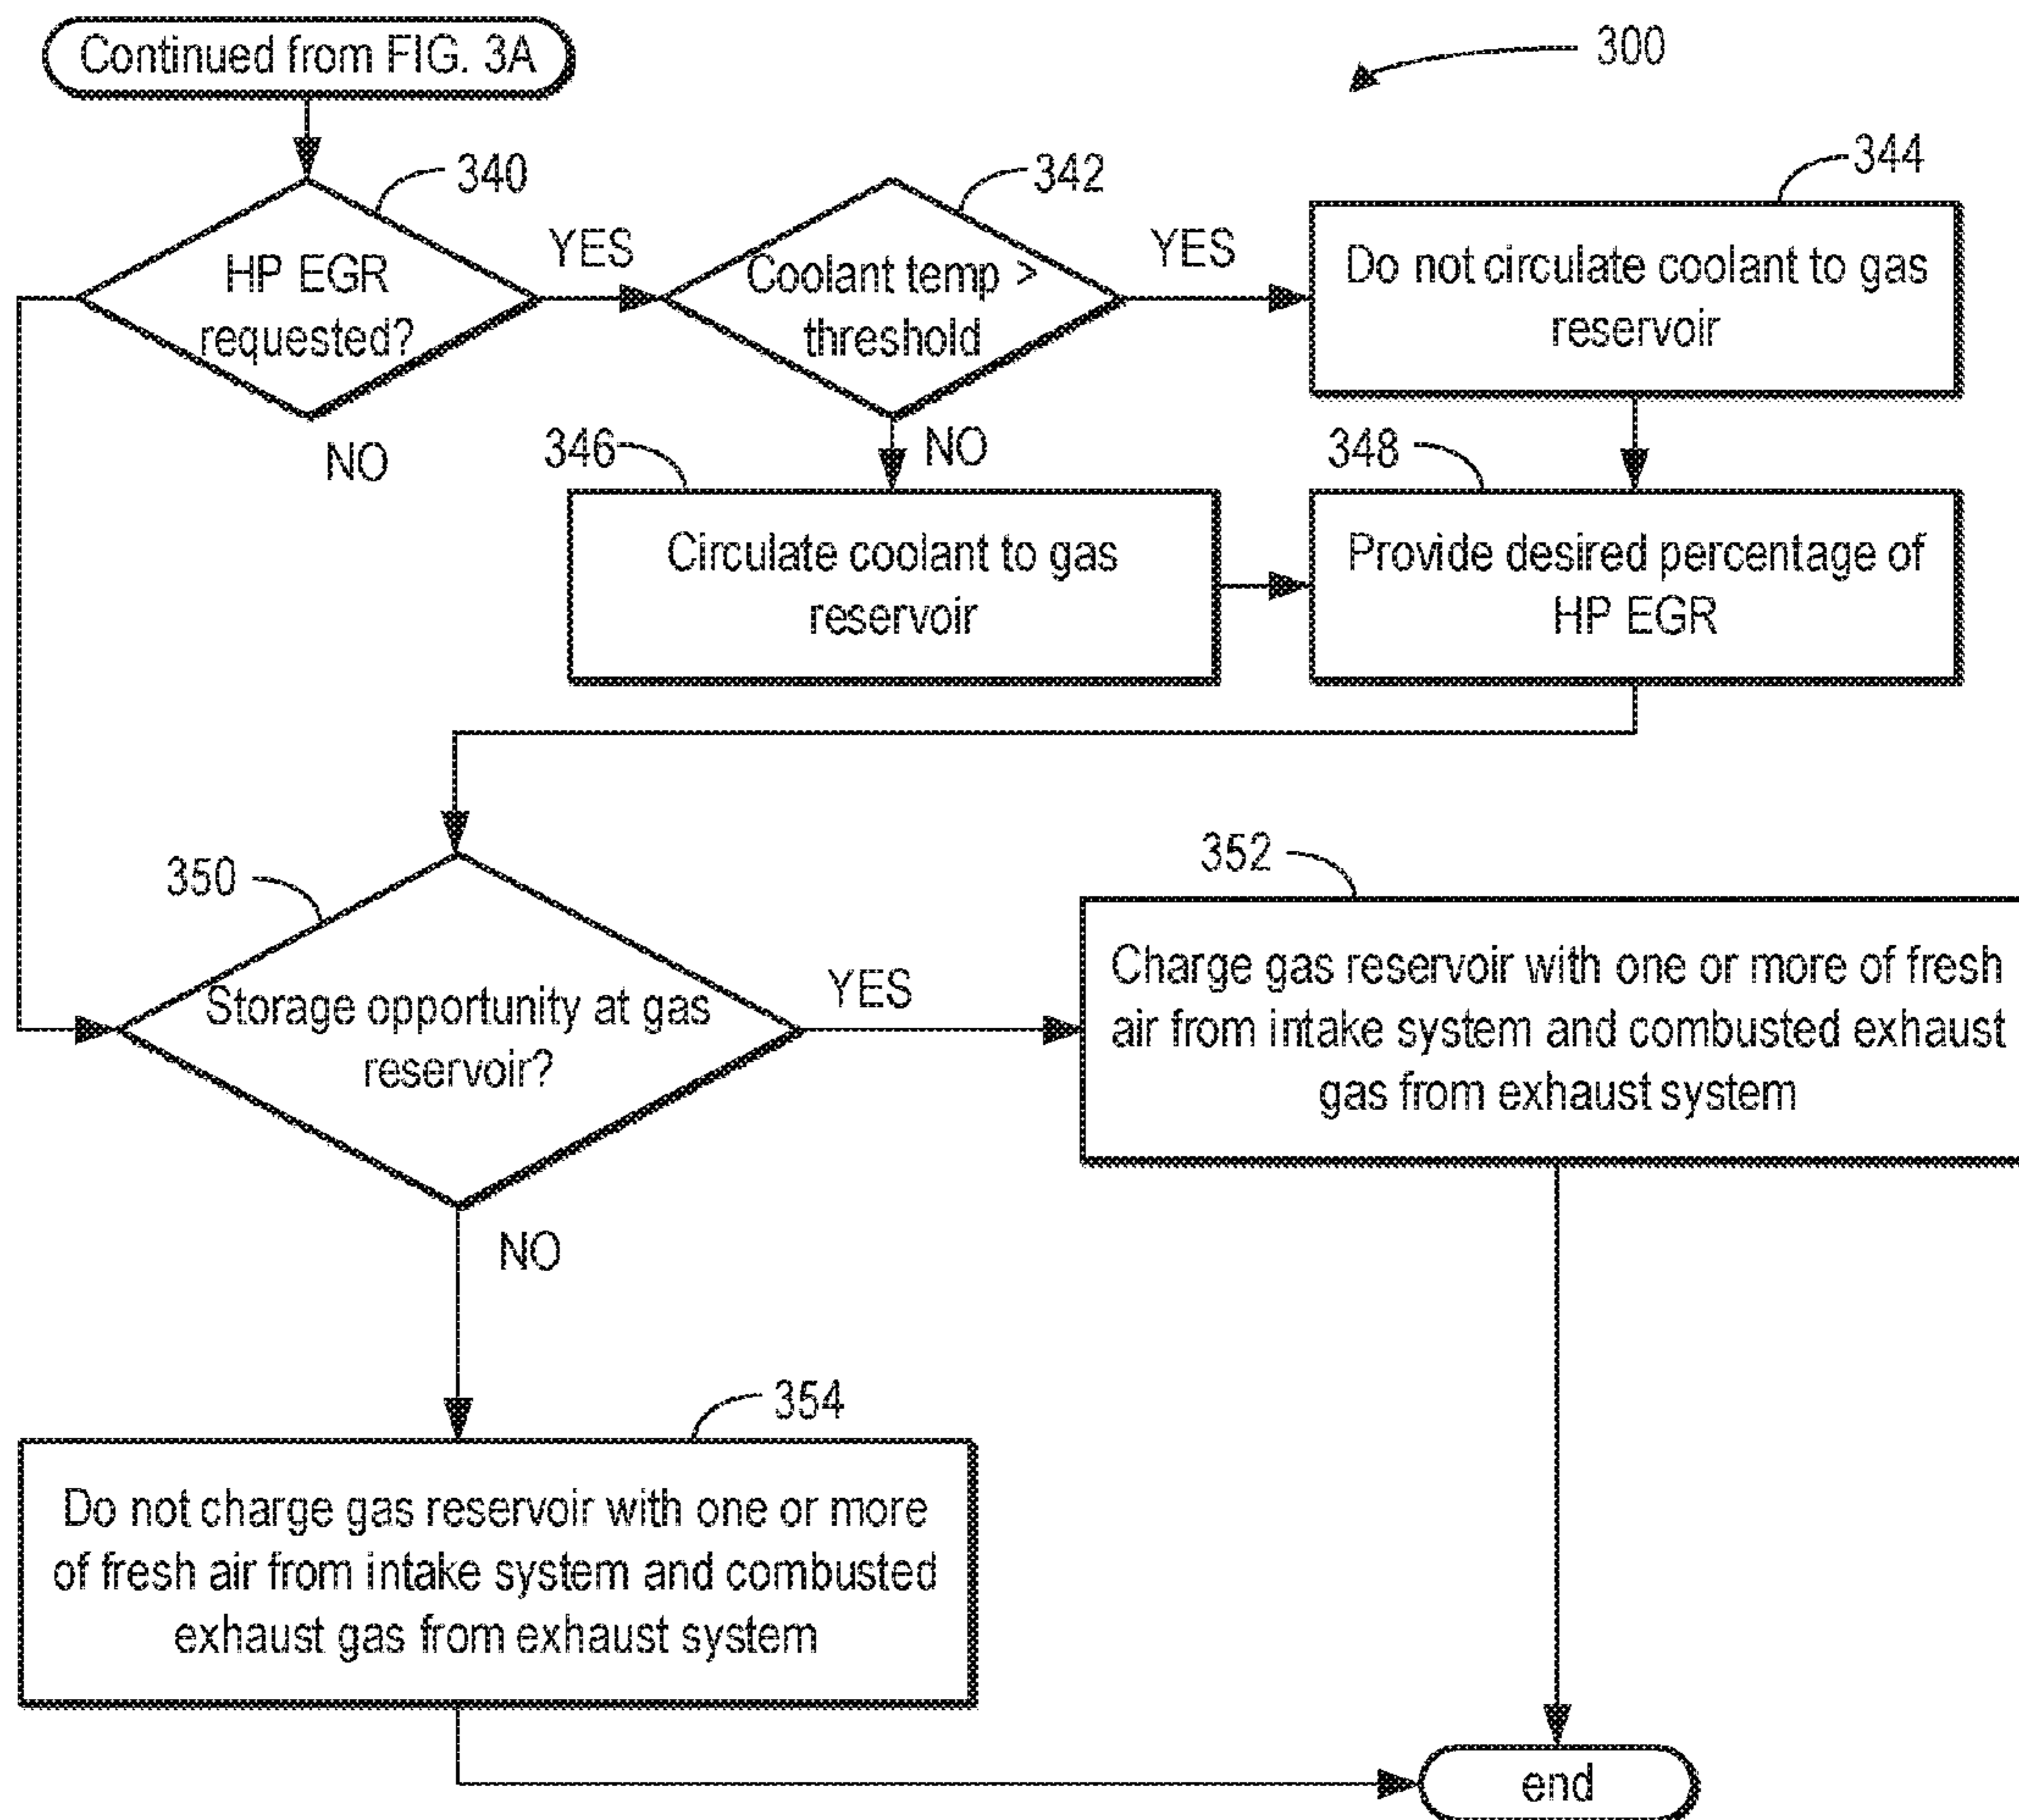 Continued from FIG. 3A
300
340
HP EGR
requested?
YES
NO
342
Coolant temp >
threshold
YES
NO
344
Do not circulate coolant to gas
reservoir
346
Circulate coolant to gas
reservoir
348
Provide desired percentage of
HP EGR
350
Storage opportunity at gas
reservoir?
YES
NO
352
Charge gas reservoir with one or more of fresh
air from intake system and combusted exhaust
gas from exhaust system
354
Do not charge gas reservoir with one or more
of fresh air from intake system and combusted
exhaust gas from exhaust system
end